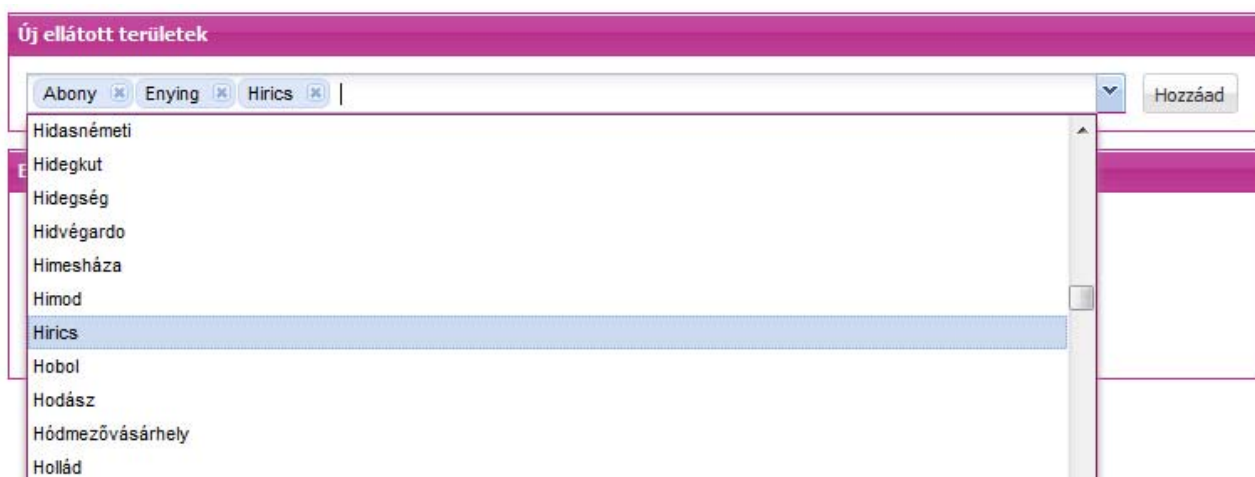 Új ellátott területek
Abony Enying Hirics Hozzáad
Hidasnémeti
Hidegkut
Hidegség
Hidvégardo
Himesháza
Himod
Hirics
Hobol
Hodász
Hódmezővásárhely
Hollád